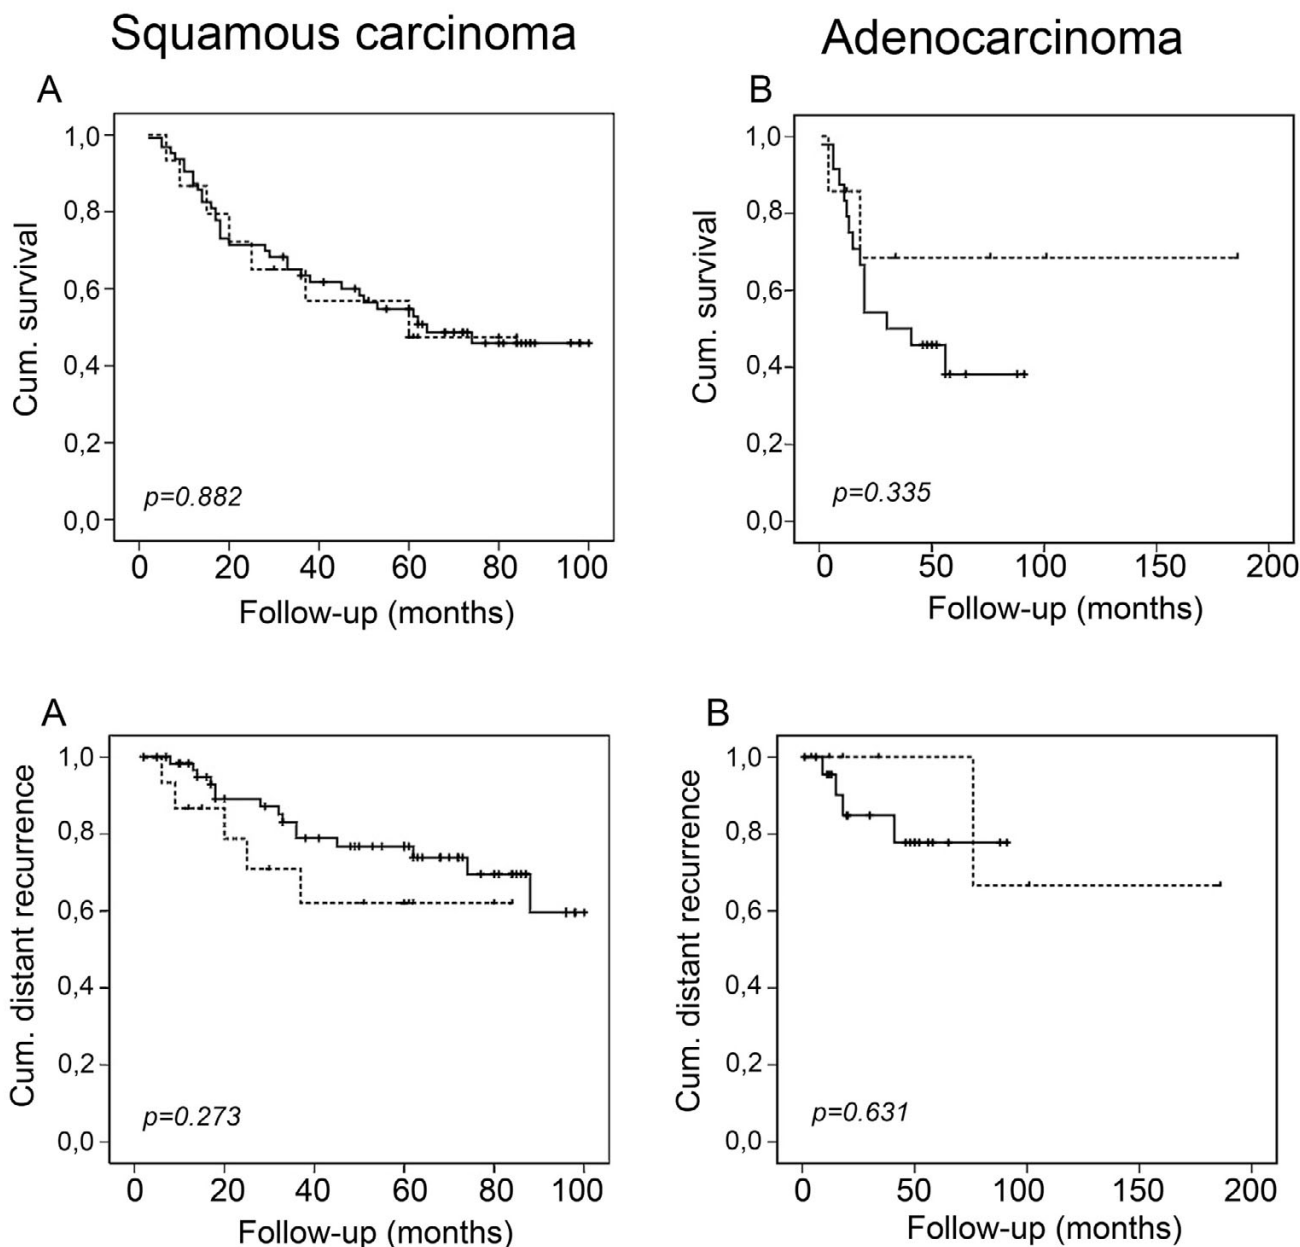 Squamous carcinoma
Adenocarcinoma
A
Cum. survival
1,0
0,8
0,6
0,4
0,2
0,0
p=0.882
0 20 40 60 80 100
Follow-up (months)
B
Cum. survival
1,0
0,8
0,6
0,4
0,2
0,0
p=0.335
0 50 100 150 200
Follow-up (months)
A
Cum. distant recurrence
1,0
0,8
0,6
0,4
0,2
0,0
p=0.273
0 20 40 60 80 100
Follow-up (months)
B
Cum. distant recurrence
1,0
0,8
0,6
0,4
0,2
0,0
p=0.631
0 50 100 150 200
Follow-up (months)